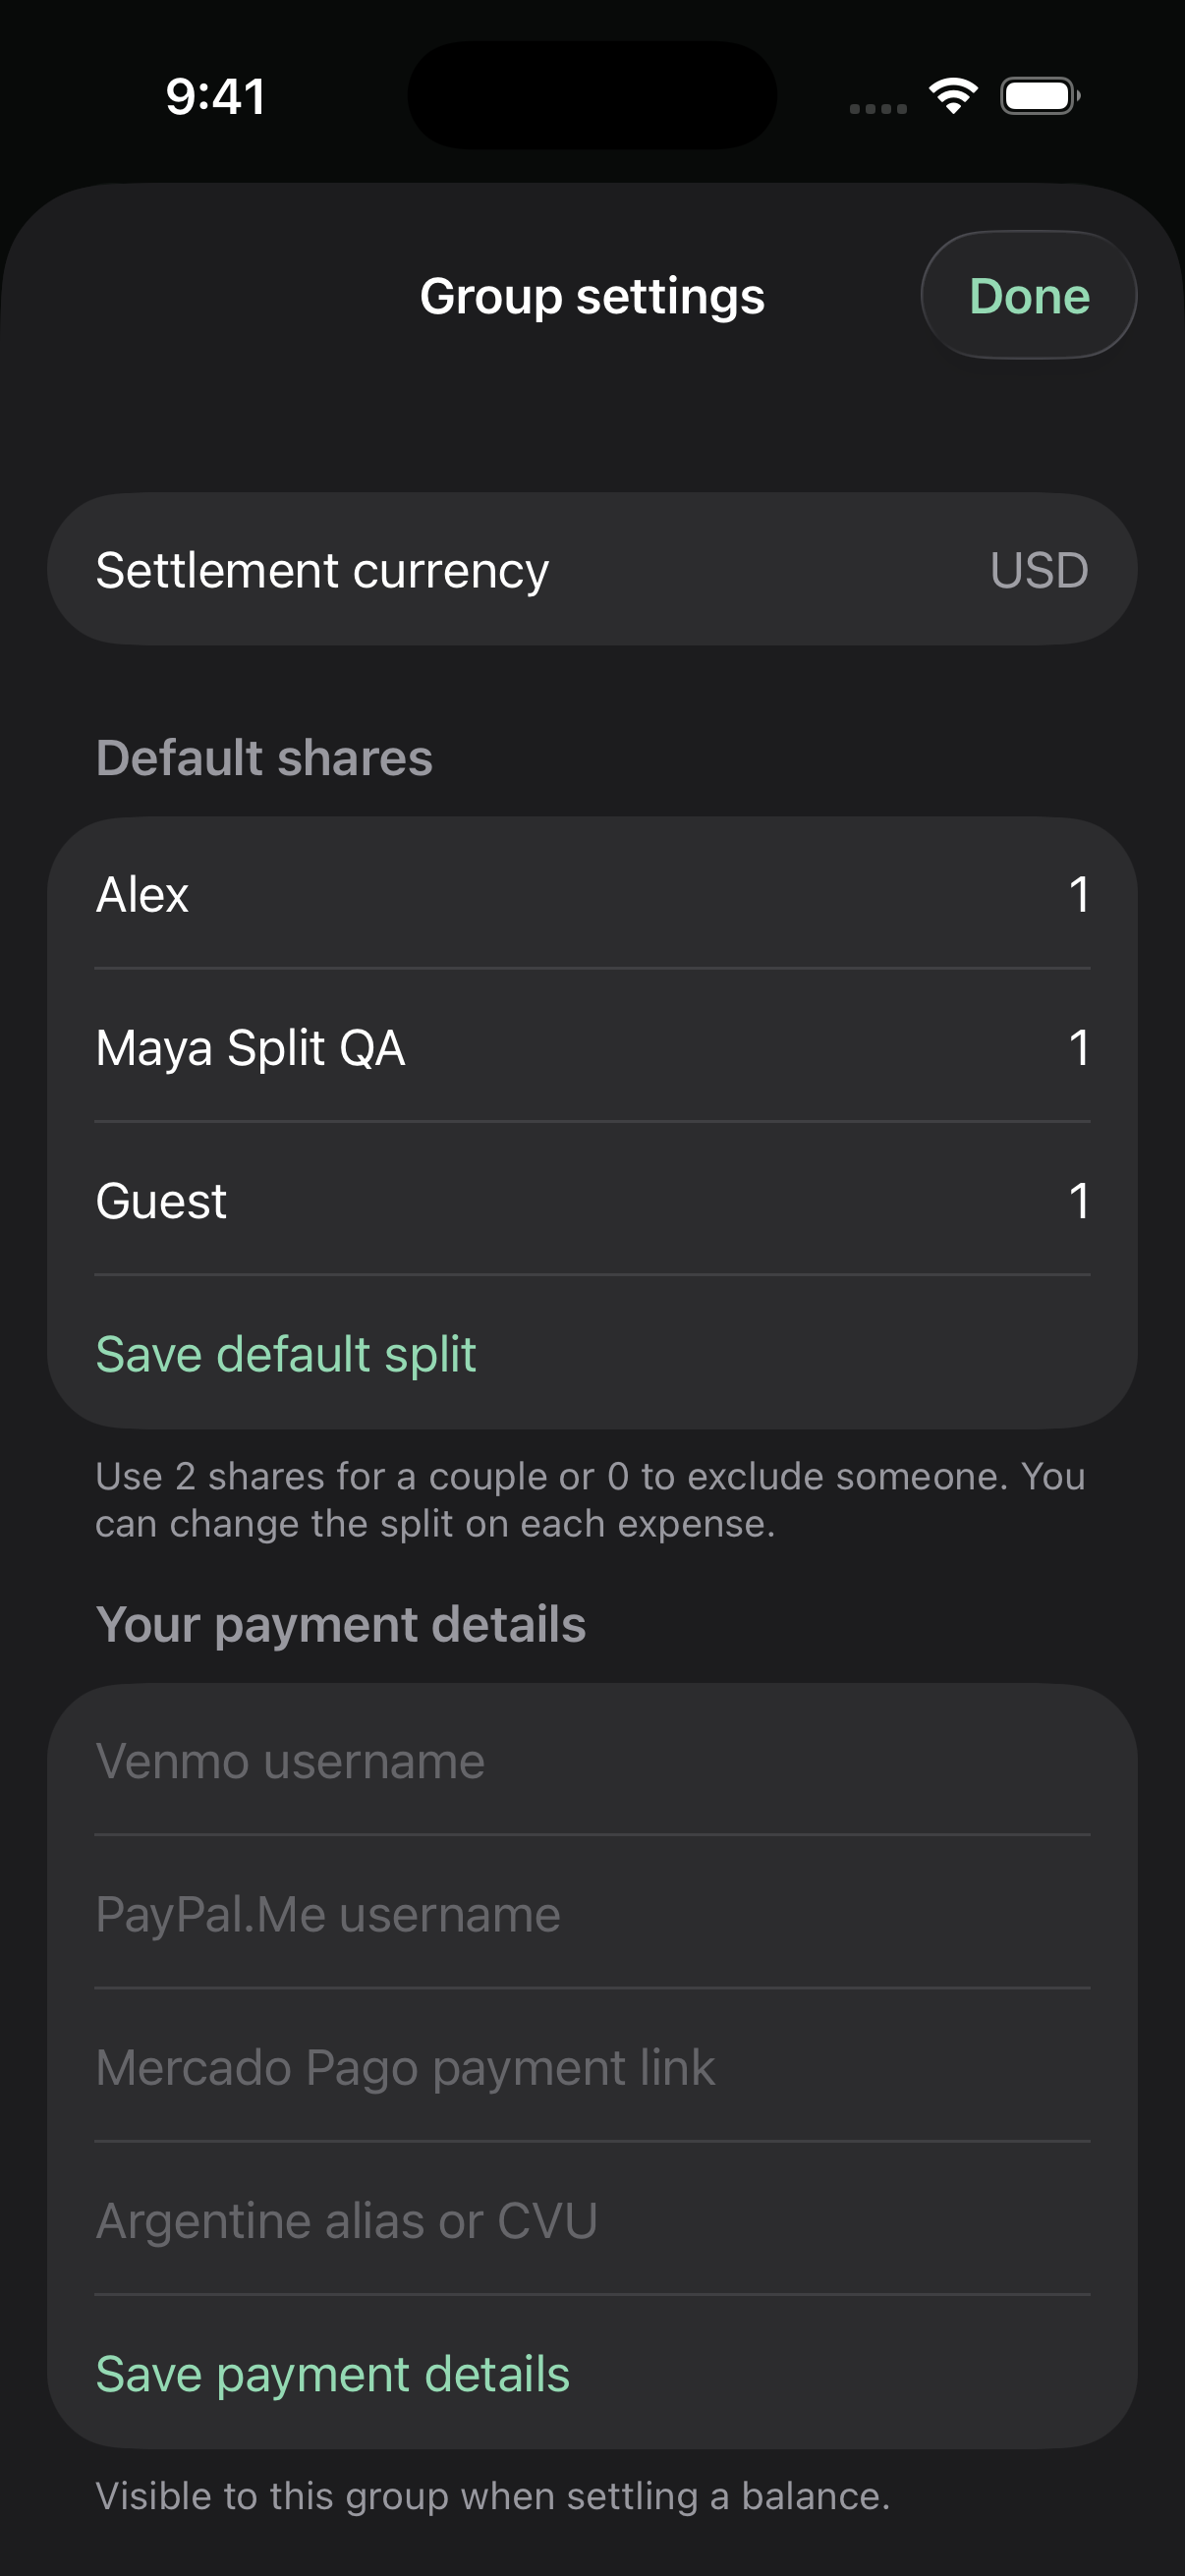 9:41
Group settings
Done
Settlement currency
USD
Default shares
Alex
1
Maya Split QA
1
Guest
1
Save default split
Use 2 shares for a couple or 0 to exclude someone. You
can change the split on each expense.
Your payment details
Venmo username
PayPal.Me username
Mercado Pago payment link
Argentine alias or CVU
Save payment details
Visible to this group when settling a balance.